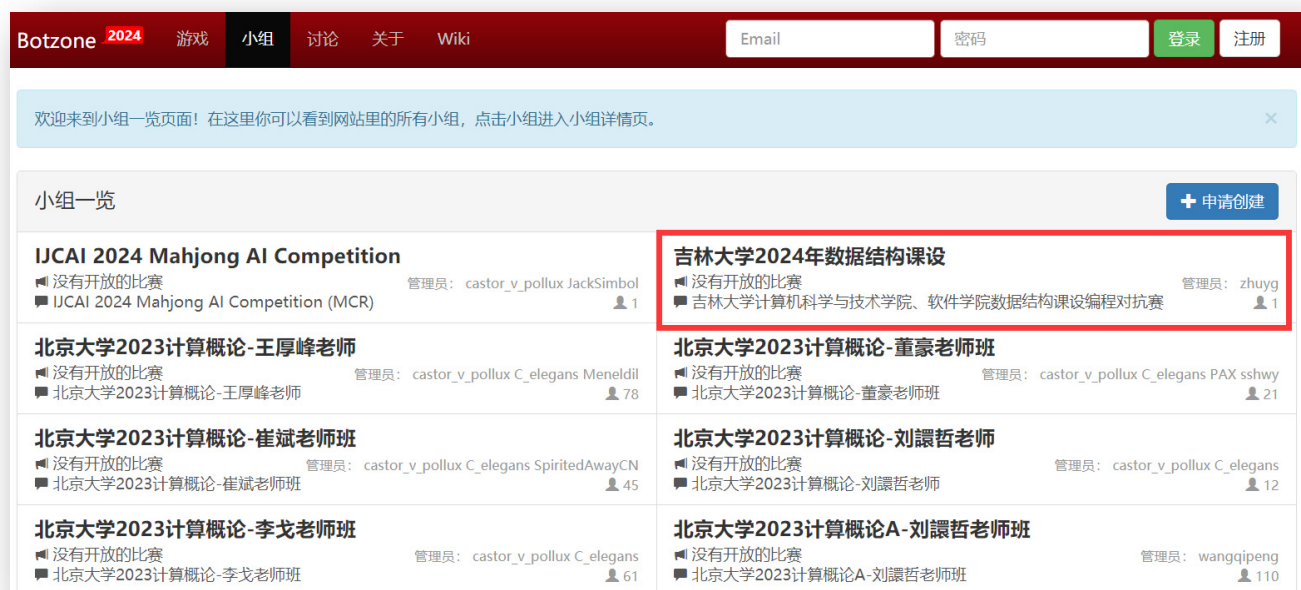 Botzone 2024 游戏 小组 讨论 关于 Wiki Email 密码 登录 注册
欢迎来到小组一览页面！在这里你可以看到网站里的所有小组，点击小组进入小组详情页。 ×
小组一览
申请创建
IJCAI 2024 Mahjong AI Competition
没有开放的比赛 管理员： castor_v_pollux JackSimbol
IJCAI 2024 Mahjong AI Competition (MCR) 1
吉林大学2024年数据结构课设
没有开放的比赛 管理员： zhuyg
吉林大学计算机科学与技术学院、软件学院数据结构课设编程对抗赛 1
北京大学2023计算概论-王厚峰老师
没有开放的比赛 管理员： castor_v_pollux C_elegans Meneldil
北京大学2023计算概论-王厚峰老师 78
北京大学2023计算概论-董豪老师班
没有开放的比赛 管理员： castor_v_pollux C_elegans PAX sshwy
北京大学2023计算概论-董豪老师班 21
北京大学2023计算概论-崔斌老师班
没有开放的比赛 管理员： castor_v_pollux C_elegans SpiritedAwayCN
北京大学2023计算概论-崔斌老师班 45
北京大学2023计算概论-刘譞哲老师
没有开放的比赛 管理员： castor_v_pollux C_elegans
北京大学2023计算概论-刘譞哲老师 12
北京大学2023计算概论-李戈老师班
没有开放的比赛 管理员： castor_v_pollux C_elegans
北京大学2023计算概论-李戈老师班 61
北京大学2023计算概论A-刘譞哲老师班
没有开放的比赛 管理员： wangqipeng
北京大学2023计算概论A-刘譞哲老师班 110